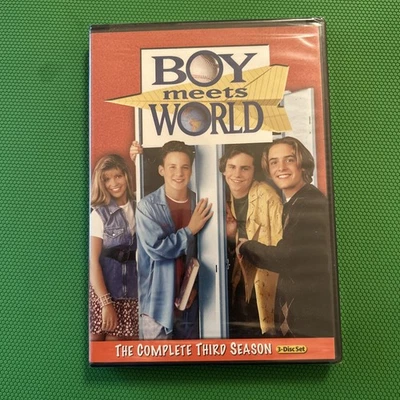 BOY
meets
WORLD
THE COMPLETE THIRD SEASON 3-Disc Set